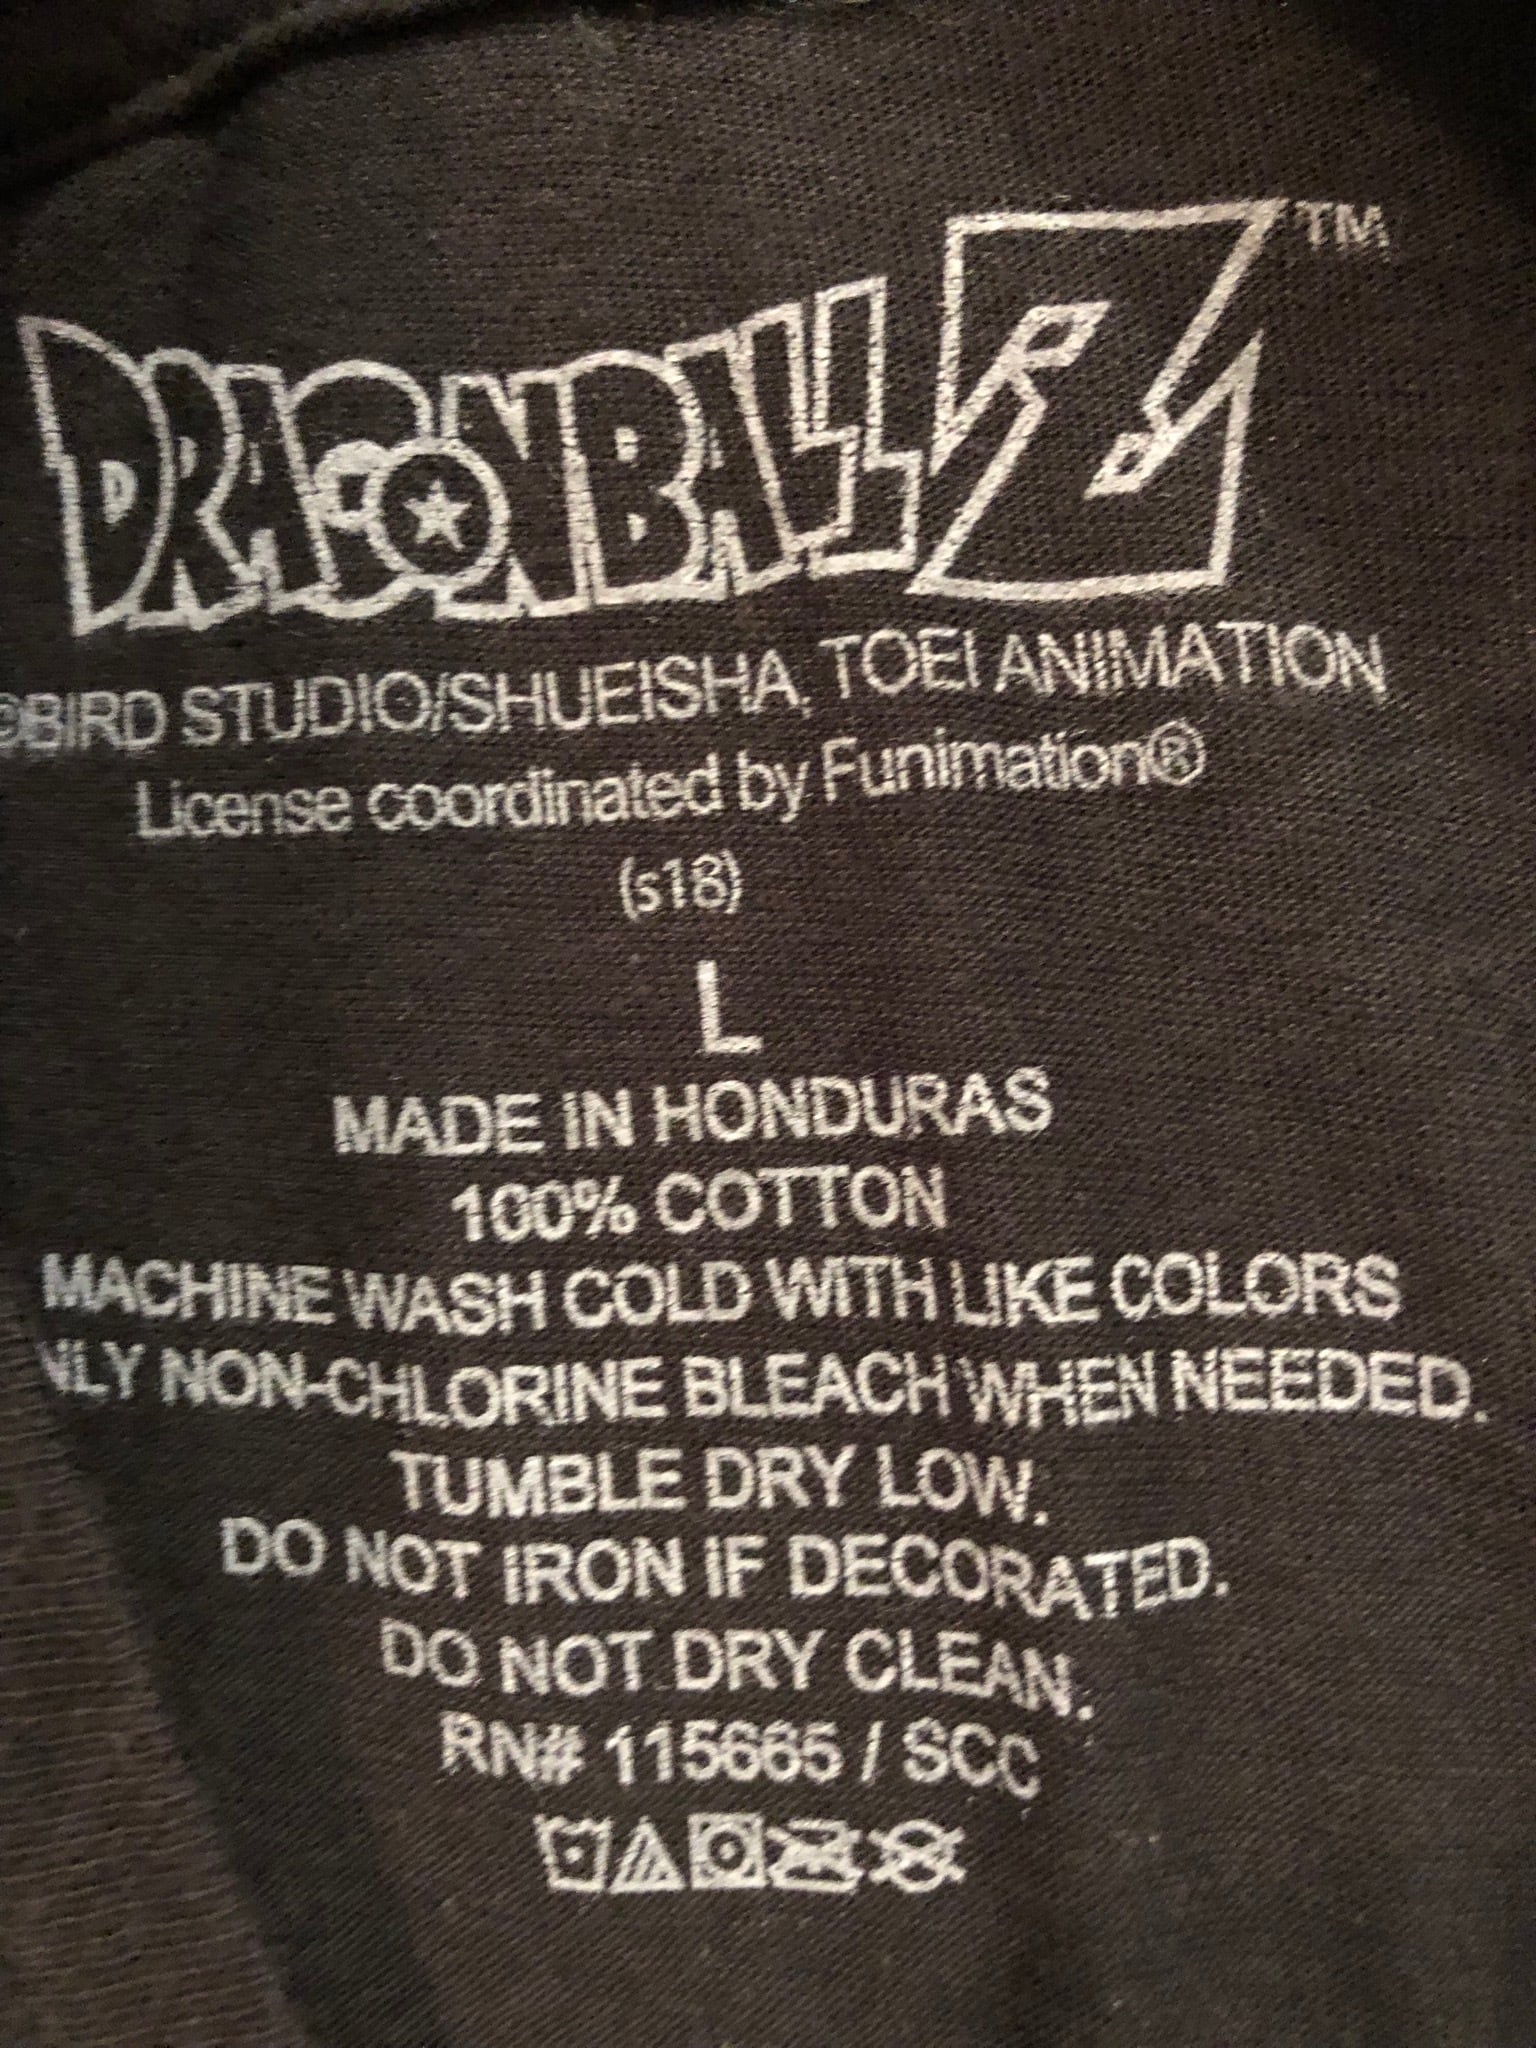 DRAGONBALL Z™
©BIRD STUDIO/SHUEISHA, TOEI ANIMATION
License coordinated by Funimation®
(s18)
L
MADE IN HONDURAS
100% COTTON
MACHINE WASH COLD WITH LIKE COLORS
NLY NON-CHLORINE BLEACH WHEN NEEDED.
TUMBLE DRY LOW.
DO NOT IRON IF DECORATED.
DO NOT DRY CLEAN.
RN# 115665 / SCC